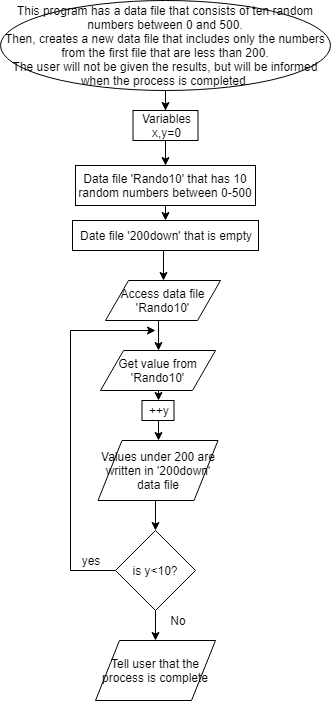 This program has a data file that consists of ten random
numbers between 0 and 500.
Then, creates a new data file that includes only the numbers
from the first file that are less than 200.
The user will not be given the results, but will be informed
when the process is completed
Variables
x,y=0
Data file 'Rando10' that has 10
random numbers between 0-500
Date file '200down' that is empty
Access data file
'Rando10'
Get value from
'Rando10'
++y
Values under 200 are
written in '200down'
data file
yes
is y<10?
No
Tell user that the
process is complete